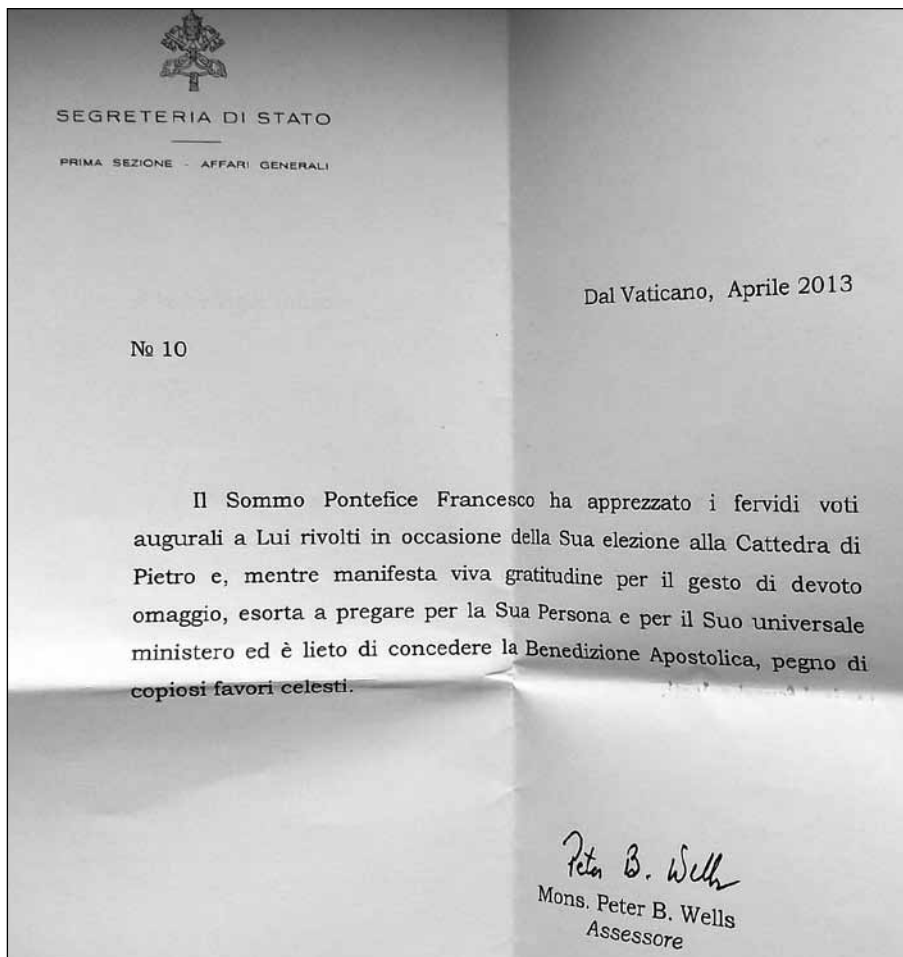 SEGRETERIA DI STATO
PRIMA SEZIONE - AFFARI GENERALI
Dal Vaticano, Aprile 2013
№ 10
Il Sommo Pontefice Francesco ha apprezzato i fervidi voti
augurali a Lui rivolti in occasione della Sua elezione alla Cattedra di
Pietro e, mentre manifesta viva gratitudine per il gesto di devoto
omaggio, esorta a pregare per la Sua Persona e per il Suo universale
ministero ed è lieto di concedere la Benedizione Apostolica, pegno di
copiosi favori celesti.
Peter B. Wells
Mons. Peter B. Wells
Assessore